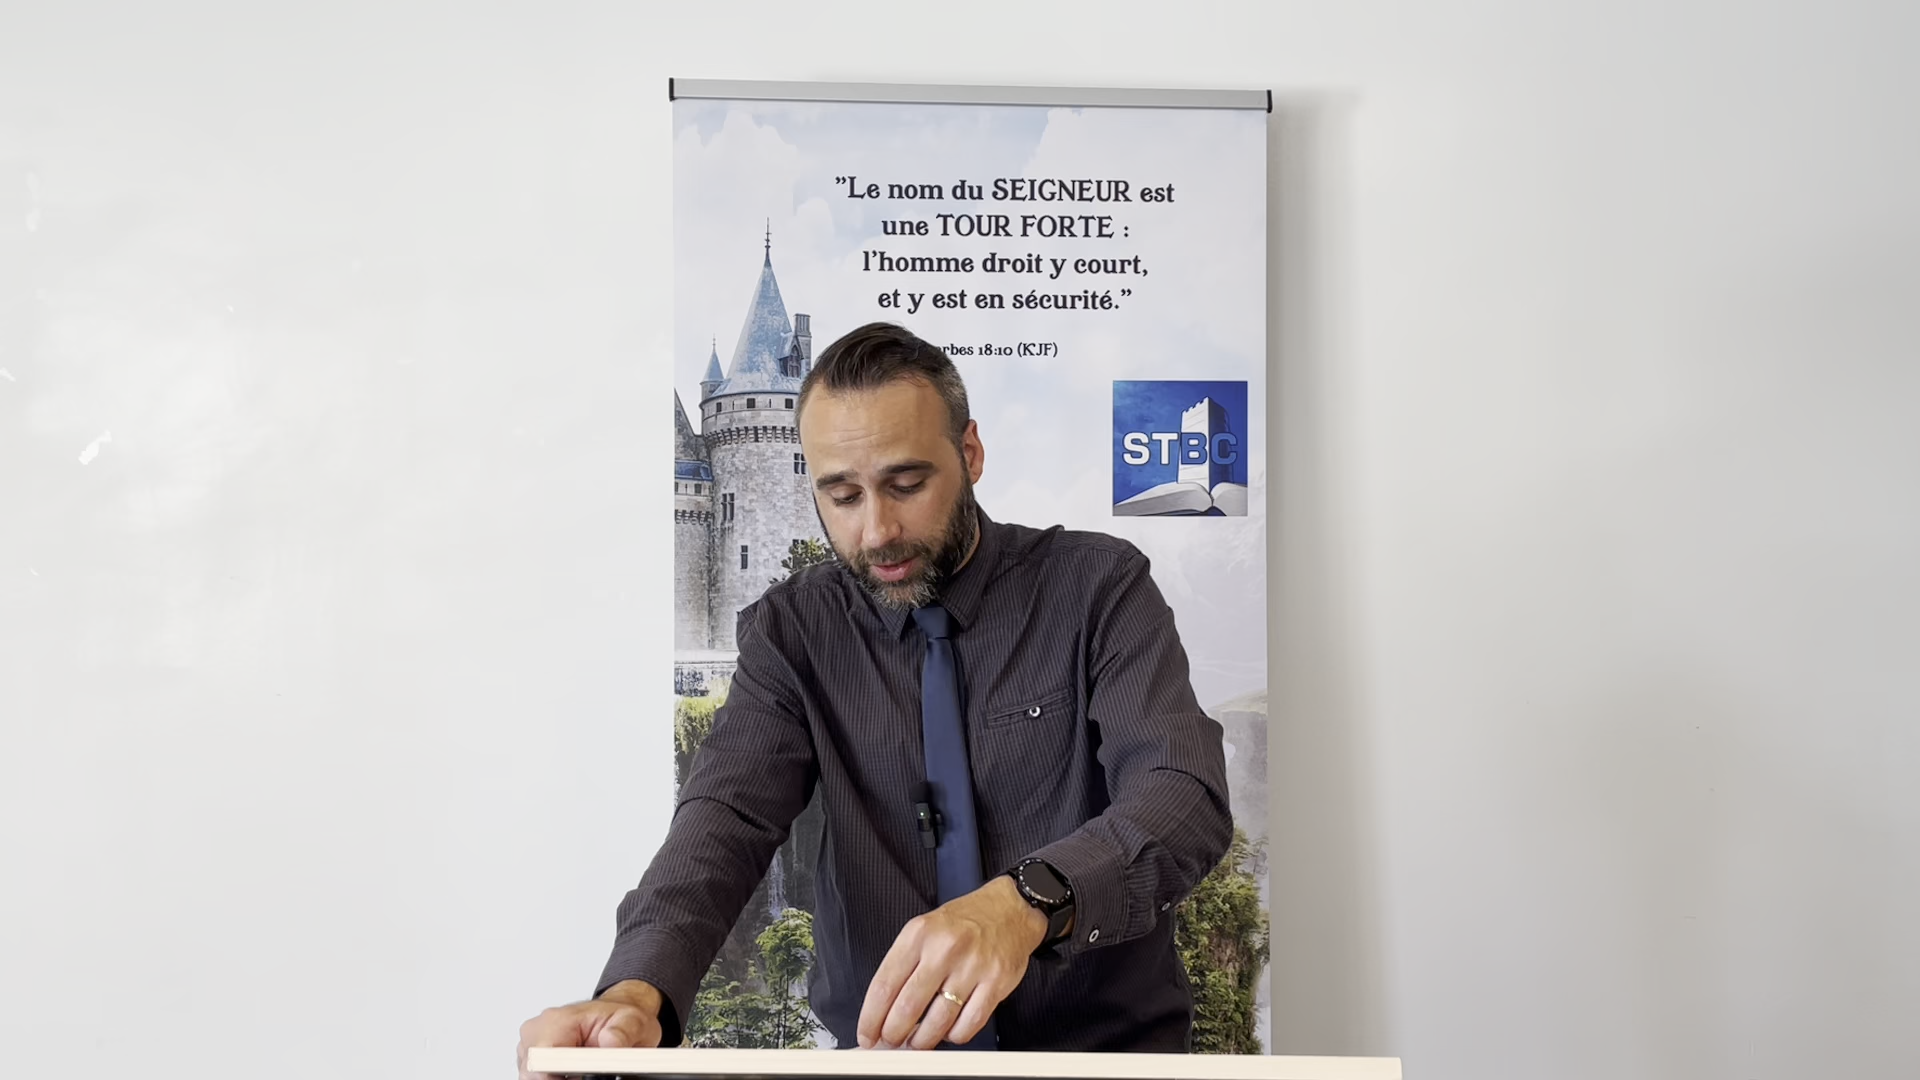 ”Le nom du SEIGNEUR est
une TOUR FORTE :
l’homme droit y court,
et y est en sécurité.”
18:10 (KJF)
STBC